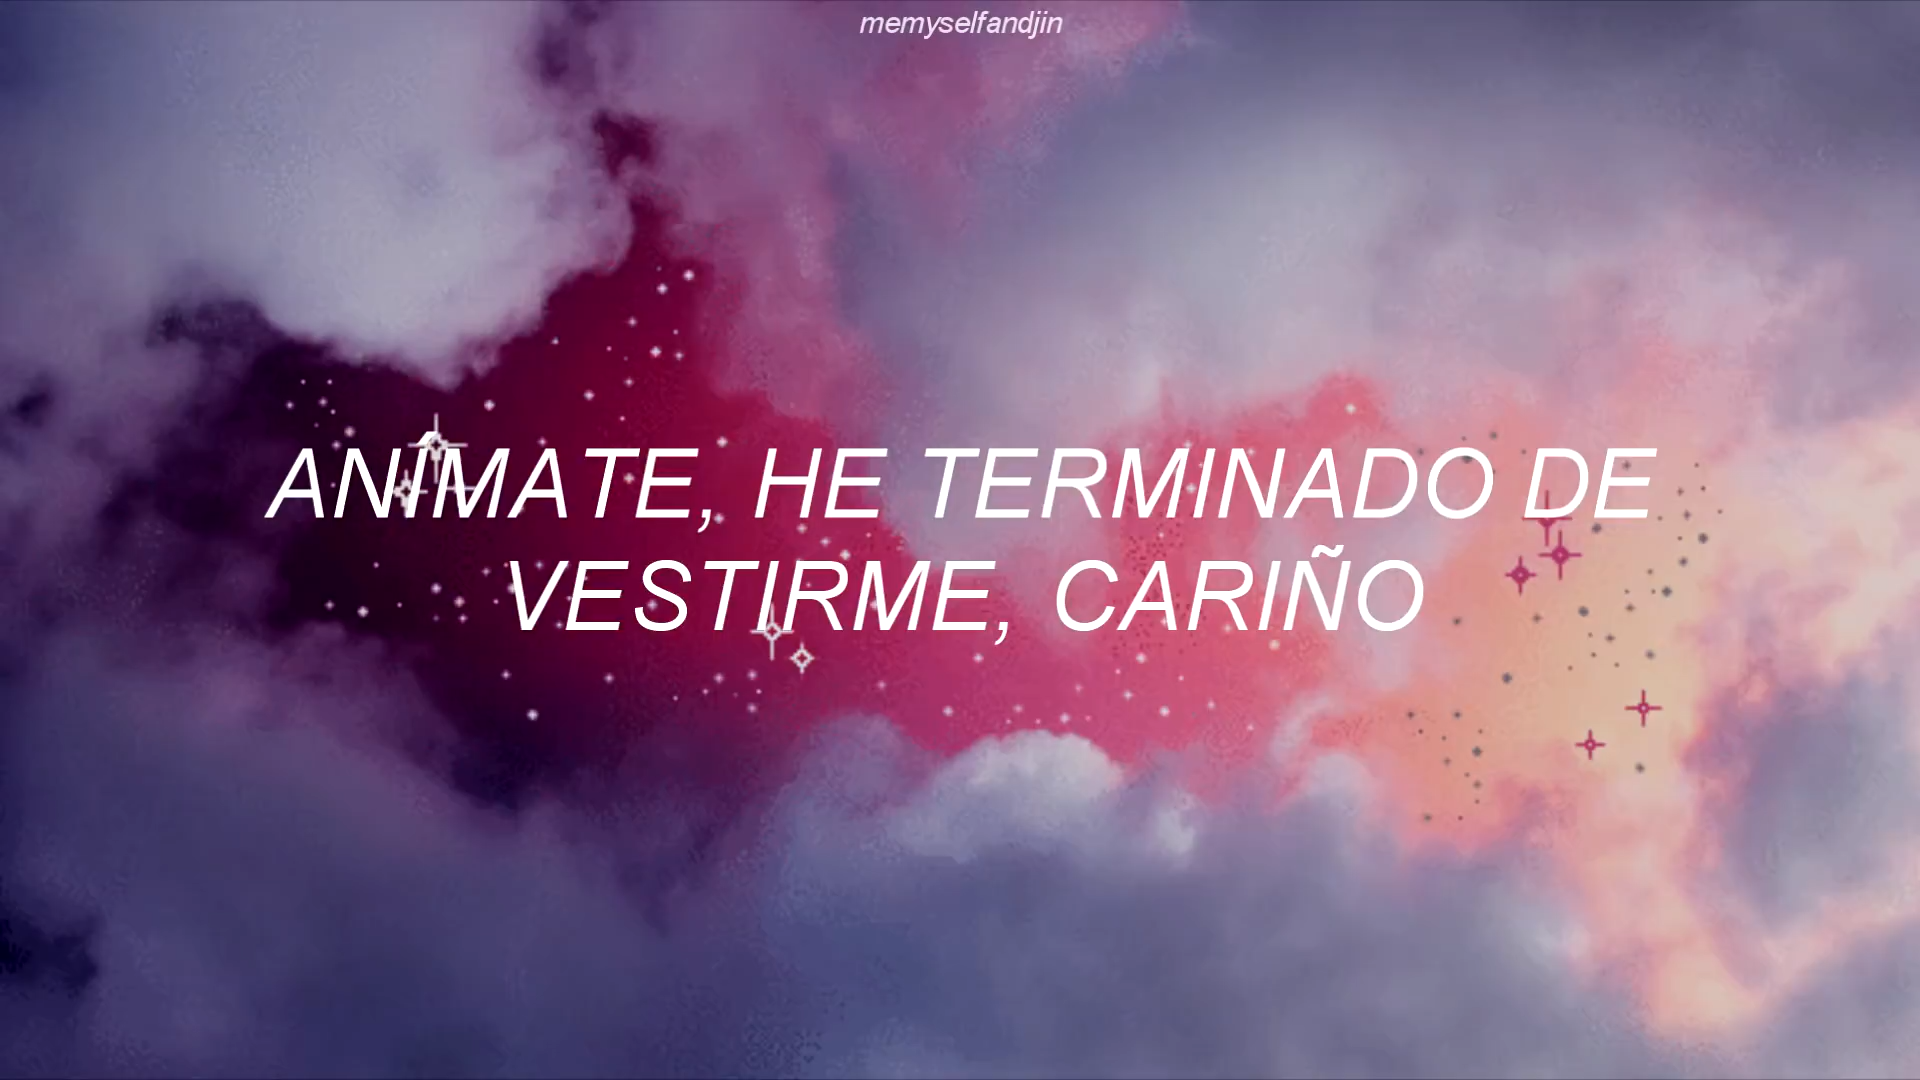 memyselfandjin
ANÍMATE, HE TERMINADO DE
VESTIRME, CARIÑO